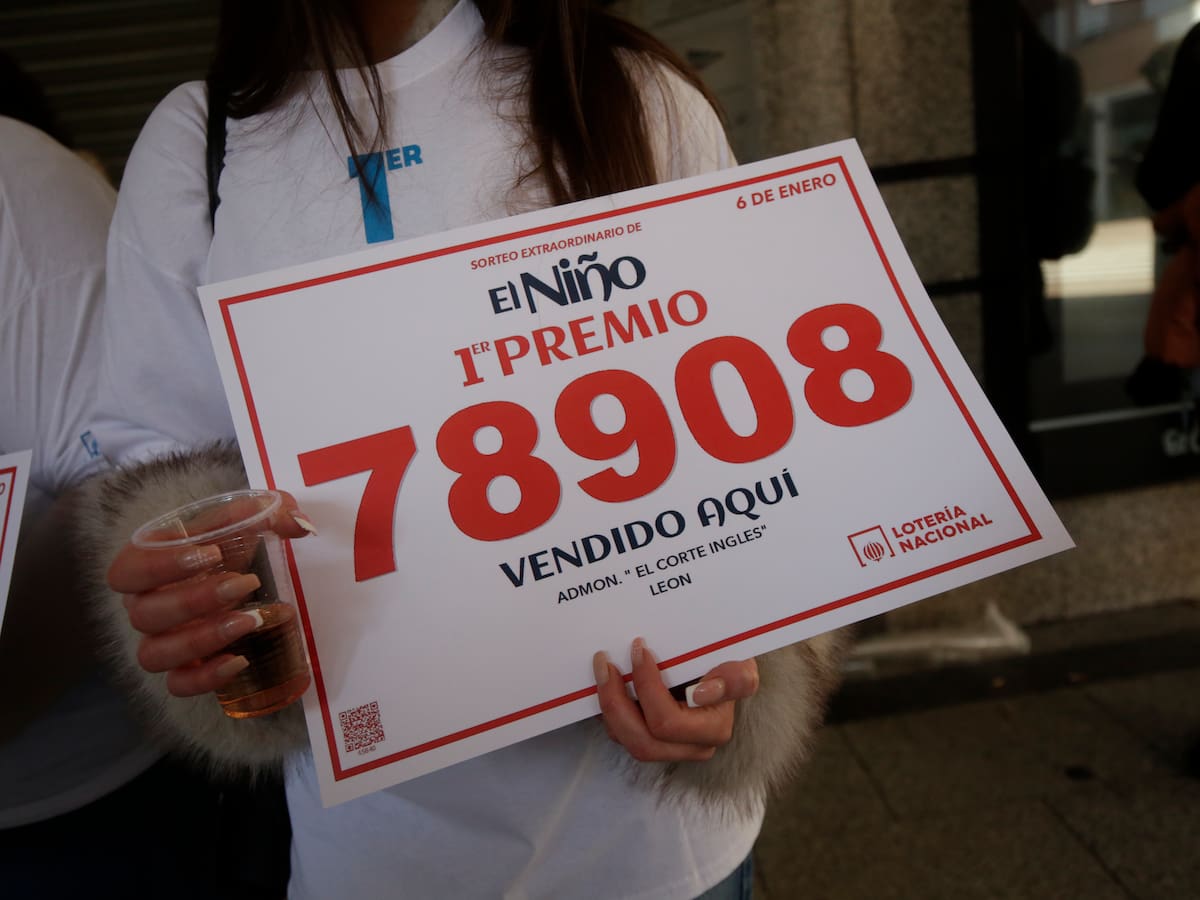 1ER
6 DE ENERO
SORTEO EXTRAORDINARIO DE
El Niño
1ER PREMIO
78908
VENDIDO AQUÍ
ADMON. " EL CORTE INGLES"
LEON
LOTERÍA
NACIONAL